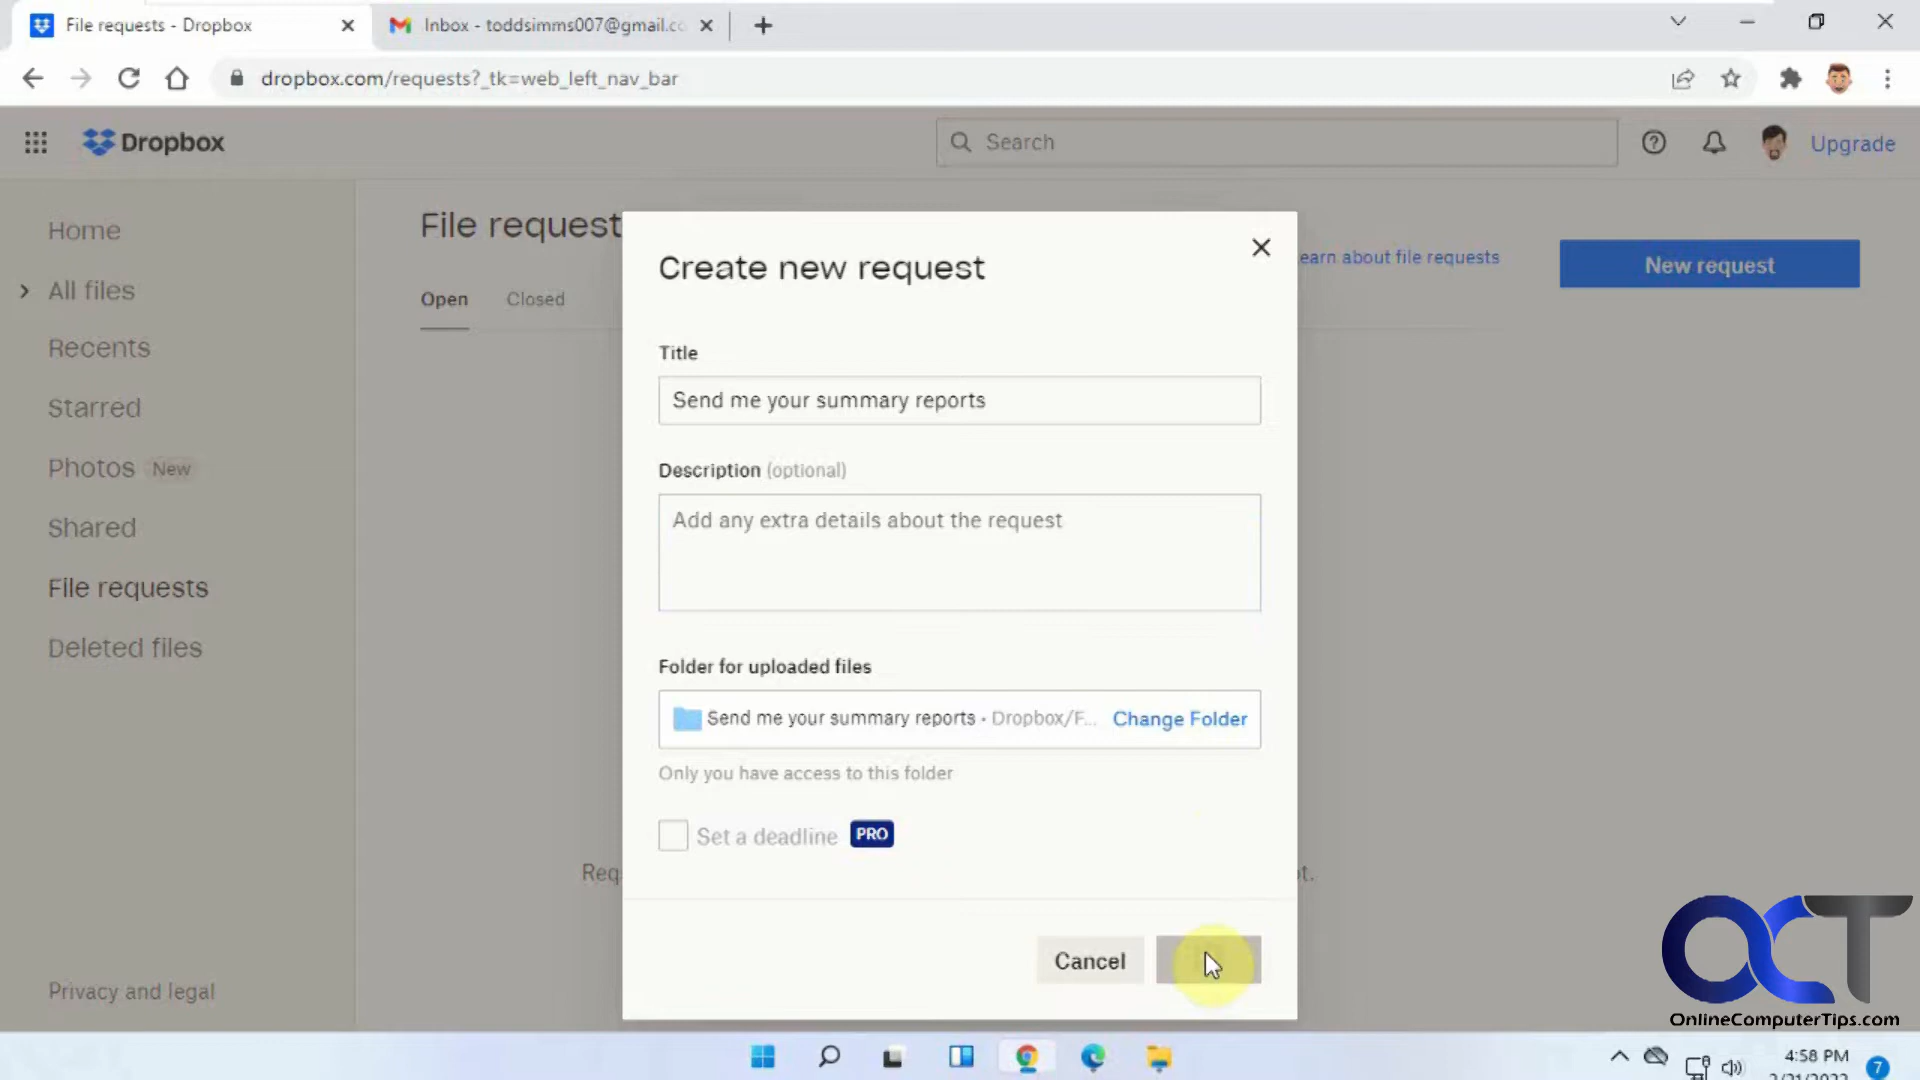 File requests - Dropbox
Inbox - toddsimms007@gmail.c
dropbox.com/requests?_tk=web_left_nav_bar
Dropbox
Search
Upgrade
Home
All files
Recents
Starred
Photos New
Shared
File requests
Deleted files
Privacy and legal
File request
Open Closed
earn about file requests
New request
Create new request
Title
Send me your summary reports
Description (optional)
Add any extra details about the request
Folder for uploaded files
Send me your summary reports · Dropbox/F... Change Folder
Only you have access to this folder
Set a deadline PRO
Req
t.
Cancel
OCT
OnlineComputerTips.com
4:58 PM
7